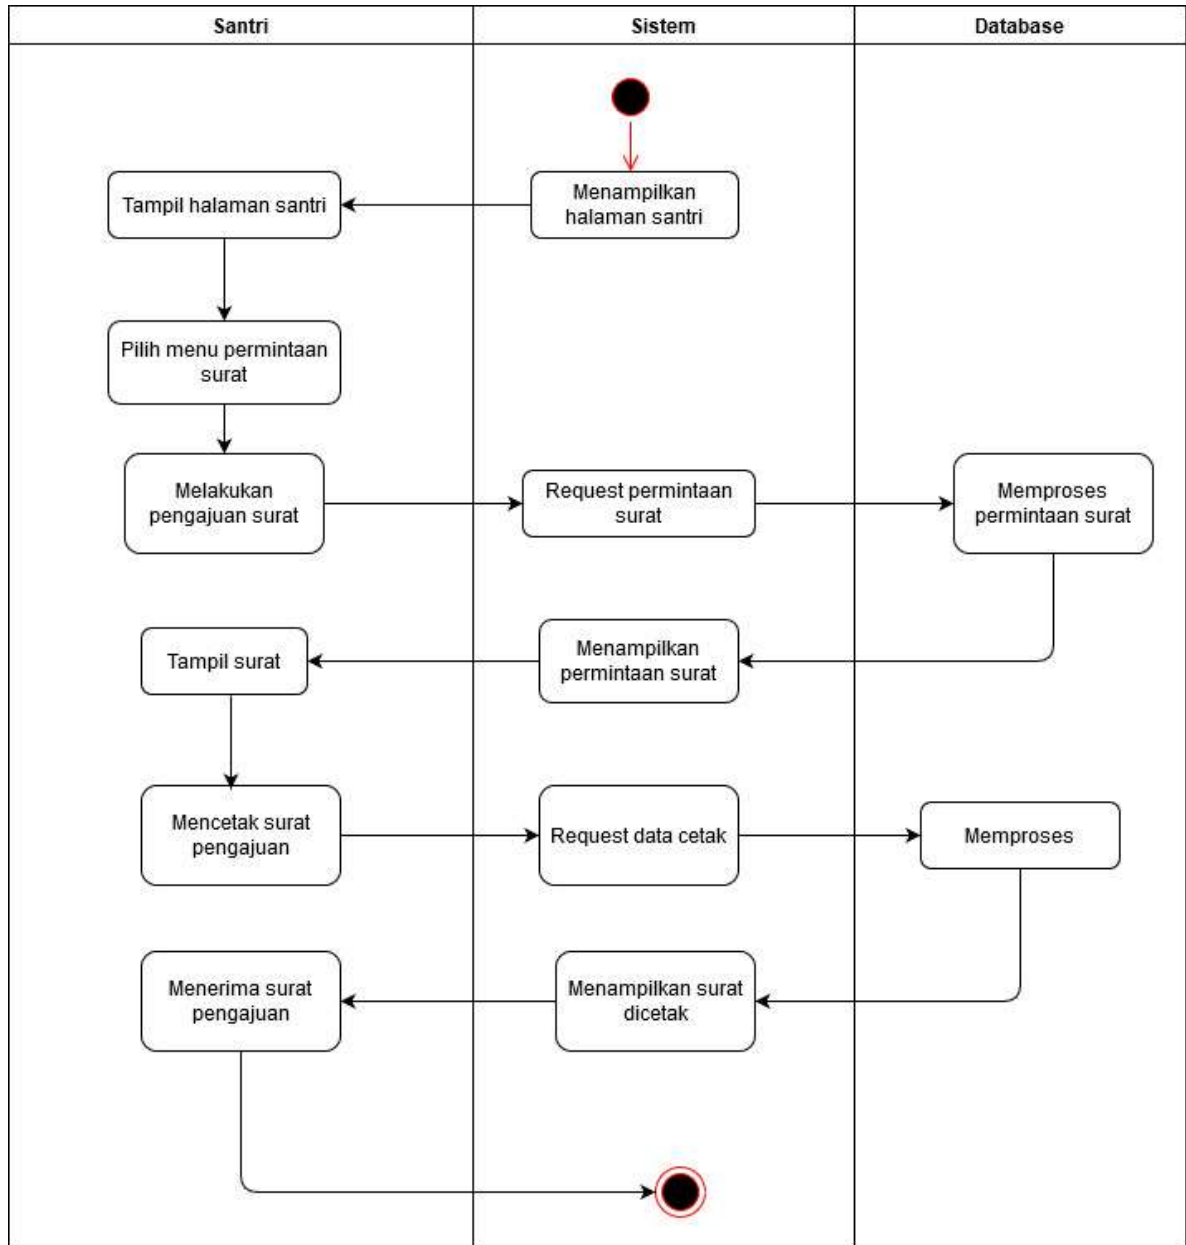 Santri
Sistem
Database
Menampilkan
halaman santri
Tampil halaman santri
Pilih menu permintaan
surat
Melakukan
pengajuan surat
Request permintaan
surat
Memproses
permintaan surat
Menampilkan
permintaan surat
Tampil surat
Mencetak surat
pengajuan
Request data cetak
Memproses
Menampilkan surat
dicetak
Menerima surat
pengajuan